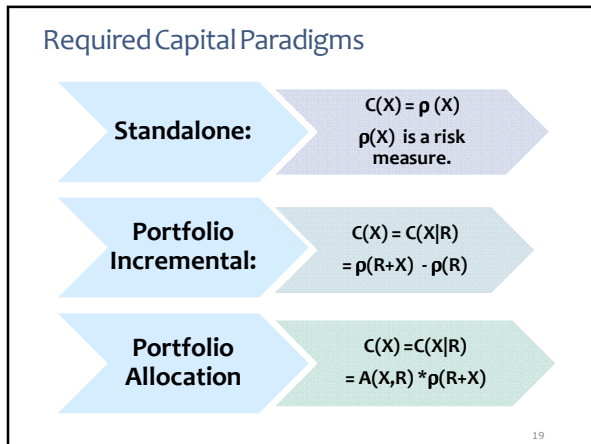 Required Capital Paradigms
Standalone:
C(X) = ρ (X)
ρ(X) is a risk
measure.
Portfolio
Incremental:
C(X) = C(X|R)
= ρ(R+X) - ρ(R)
Portfolio
Allocation
C(X) =C(X|R)
= A(X,R) *ρ(R+X)
19